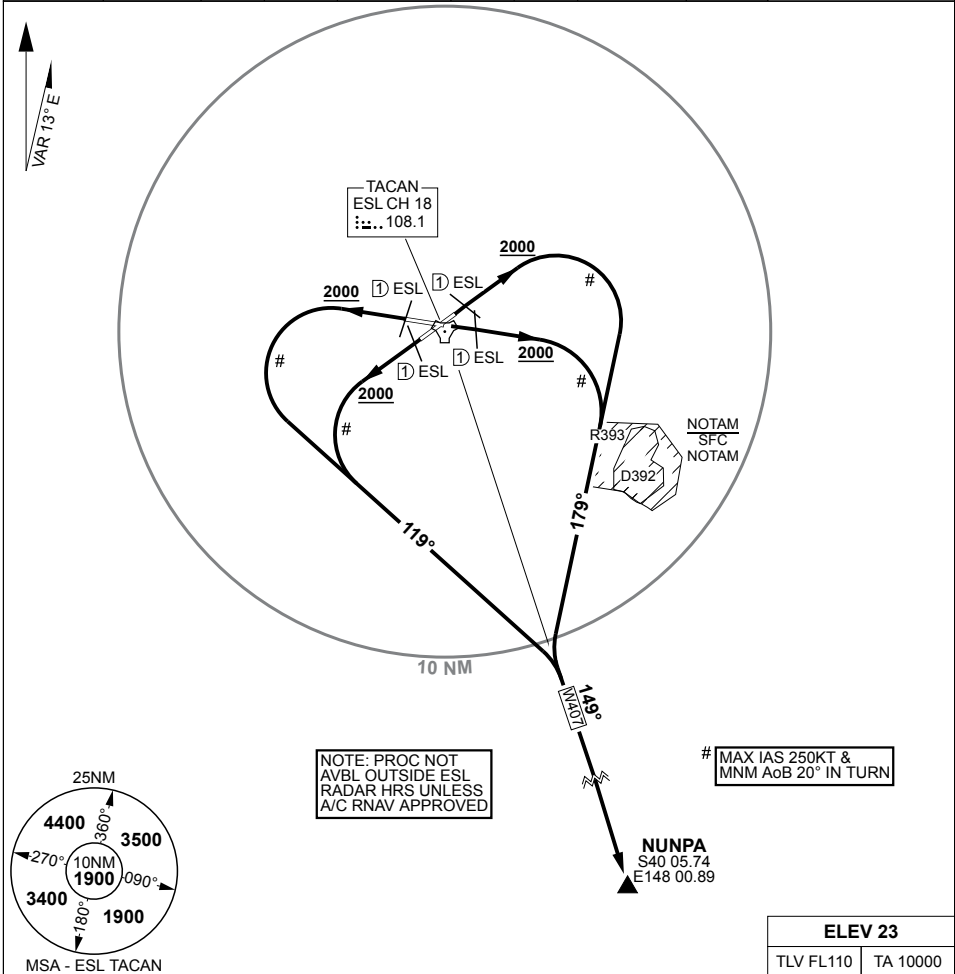 VAR 13° E
TACAN
ESL CH 18
108.1
2000
1 ESL
1 ESL
2000
#
#
2000
1 ESL
1 ESL
2000
#
#
R393
NOTAM
SFC
NOTAM
D392
179°
119°
10 NM
149°
W407
NOTE: PROC NOT
AVBL OUTSIDE ESL
RADAR HRS UNLESS
A/C RNAV APPROVED
# MAX IAS 250KT &
MNM AoB 20° IN TURN
NUNPA
S40 05.74
E148 00.89
25NM
4400
360°
3500
270°
10NM
1900
090°
3400
180°
1900
MSA - ESL TACAN
ELEV 23
TLV FL110 TA 10000